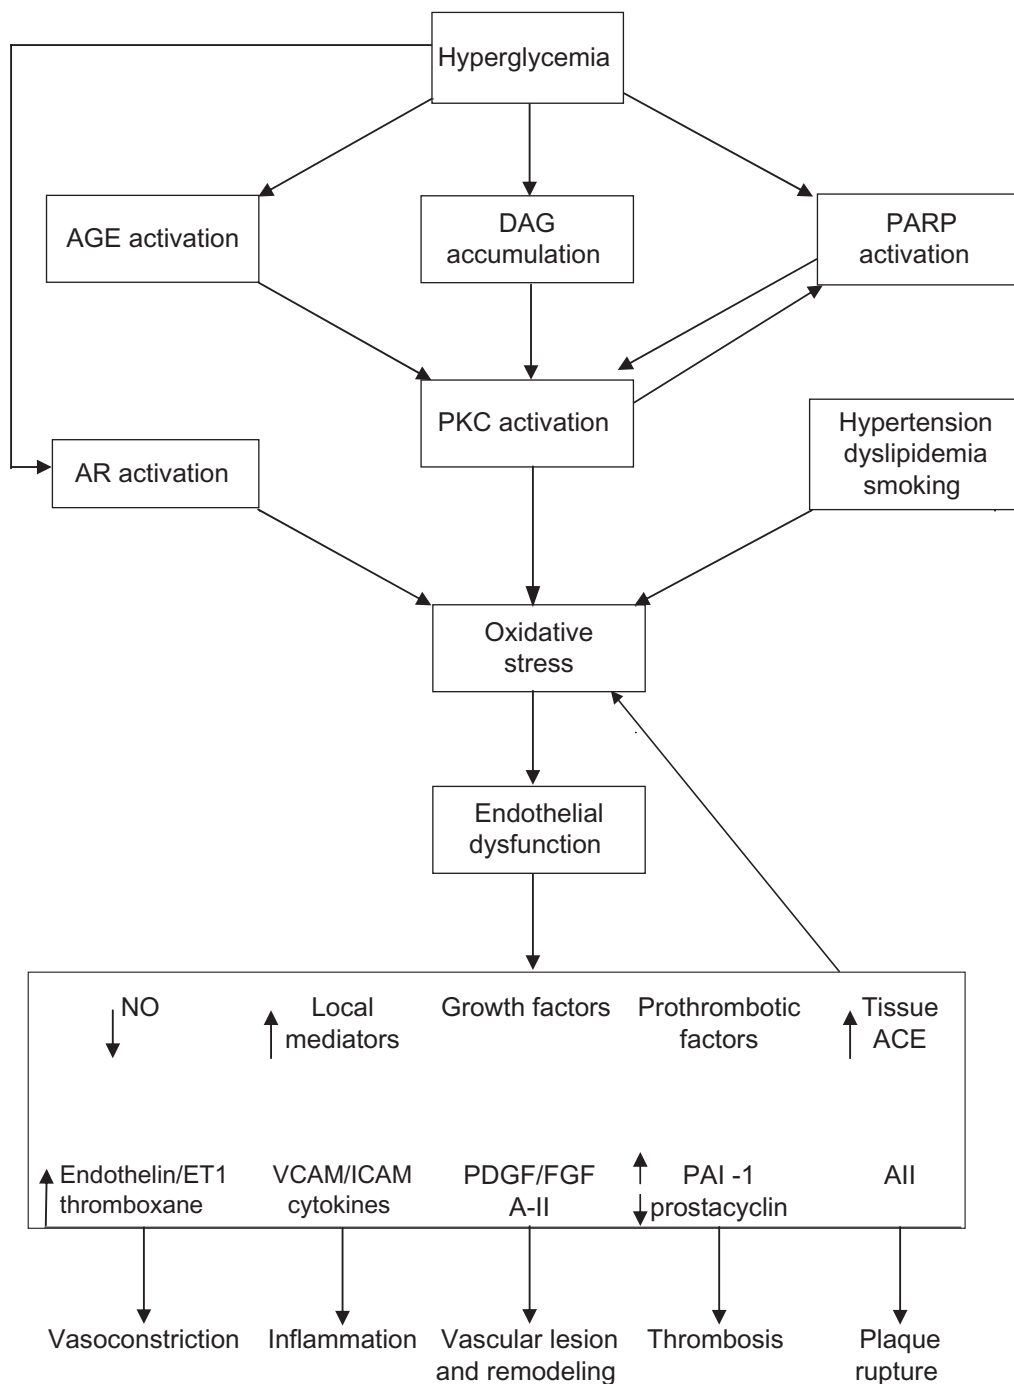 Hyperglycemia
AGE activation
DAG
accumulation
PARP
activation
PKC activation
Hypertension
dyslipidemia
smoking
AR activation
Oxidative
stress
Endothelial
dysfunction
NO
Local
mediators
Growth factors
Prothrombotic
factors
Tissue
ACE
Endothelin/ET1
thromboxane
VCAM/ICAM
cytokines
PDGF/FGF
A-II
PAI -1
prostacyclin
AII
Vasoconstriction
Inflammation
Vascular lesion
and remodeling
Thrombosis
Plaque
rupture